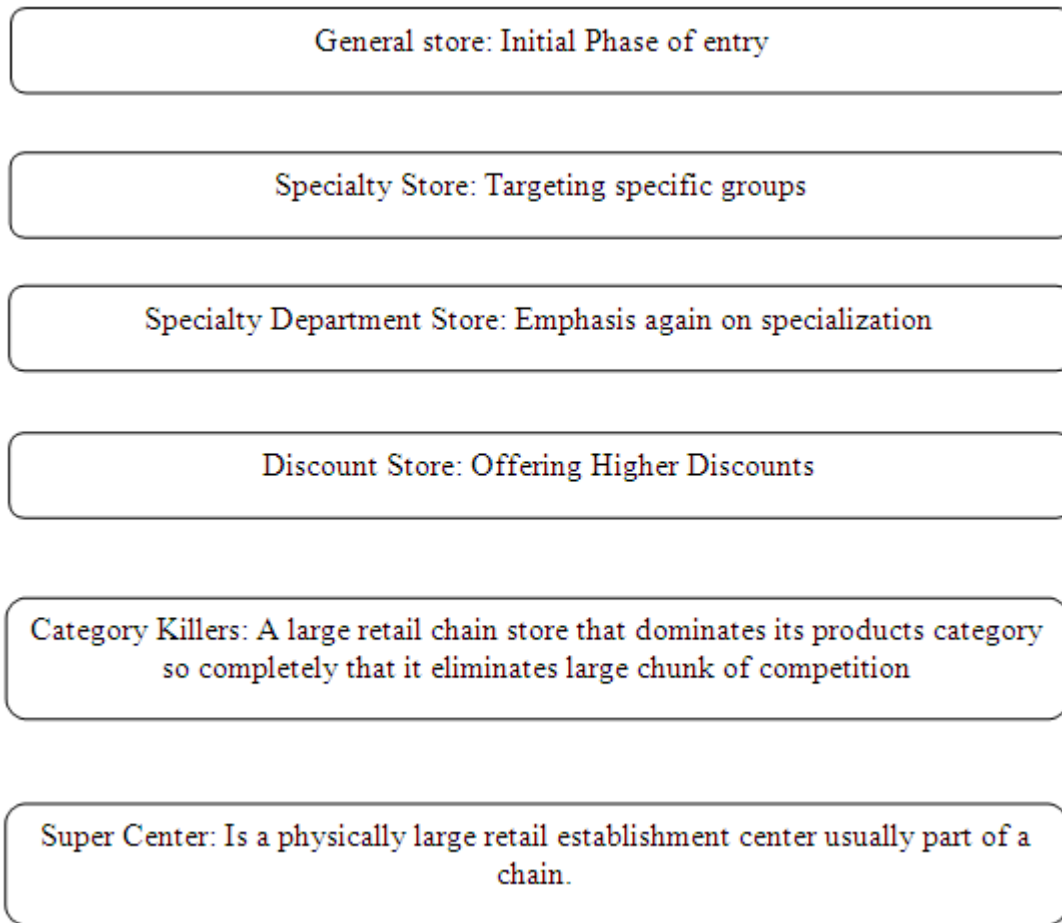 General store: Initial Phase of entry
Specialty Store: Targeting specific groups
Specialty Department Store: Emphasis again on specialization
Discount Store: Offering Higher Discounts
Category Killers: A large retail chain store that dominates its products category
so completely that it eliminates large chunk of competition
Super Center: Is a physically large retail establishment center usually part of a
chain.